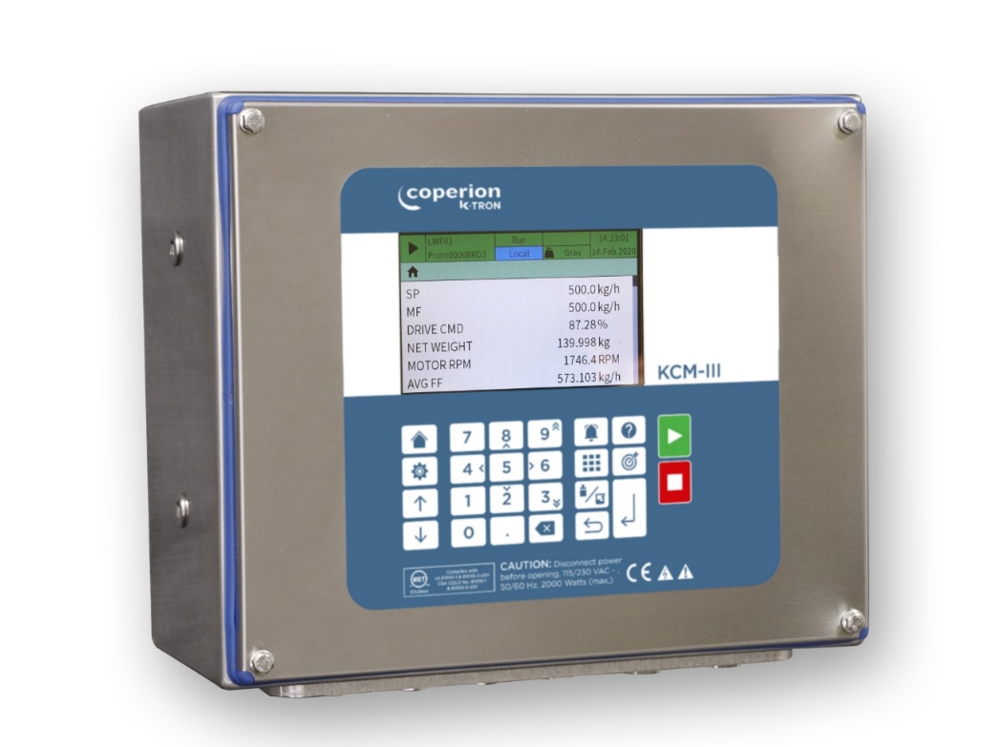 coperion
K-TRON
LWF01 Run 14:23:01
Proto00008RD3 Local Grav. 14.Feb.2020
SP 500.0 kg/h
MF 500.0 kg/h
DRIVE CMD 87.28%
NET WEIGHT 139.998 kg
MOTOR RPM 1746.4 RPM
AVG FF 573.103 kg/h
KCM-III
7 8 9
4 5 6
1 2 3
0 .
MET
Complies with
CAUTION: Disconnect power
before opening. 115/230 VAC ~,
50/60 Hz, 2000 Watts (max.)
CE